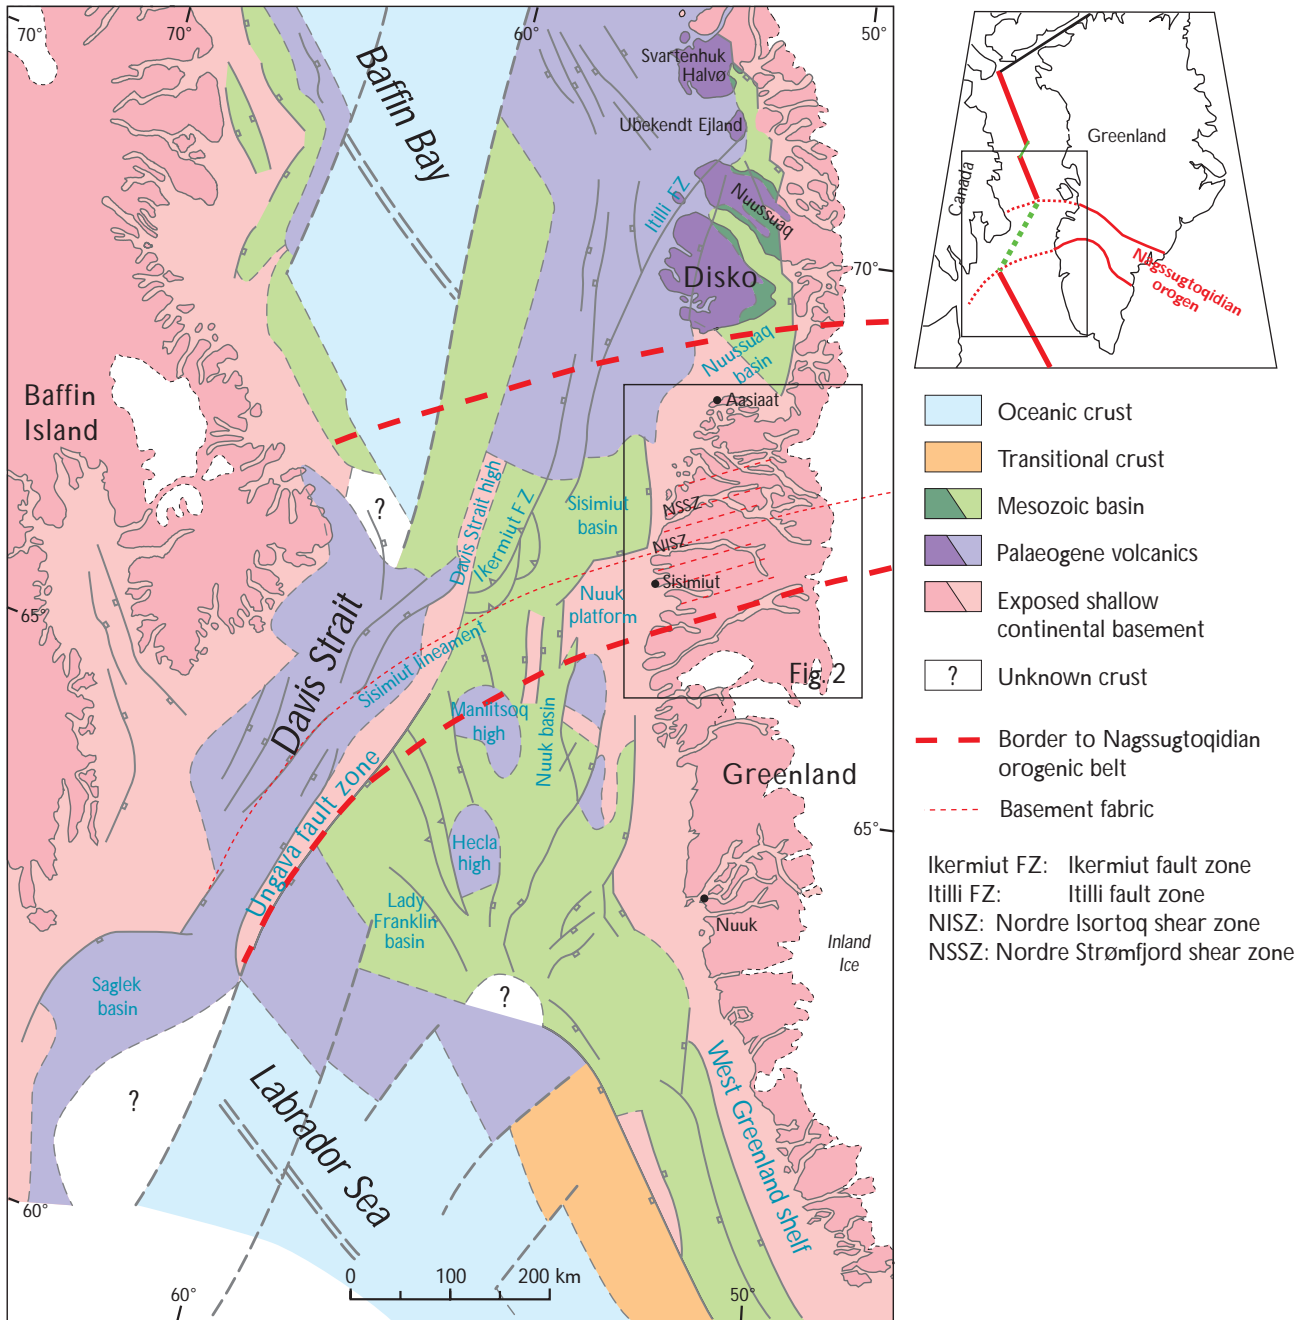 70°
70°
60°
50°
Svartenhuk
Halvø
Baffin Bay
Ubekendt Ejland
Itilli FZ
Nuussuaq
Disko
70°
Nuussuaq
basin
Baffin
Island
Aasiaat
?
Davis Strait high
Ikermiut FZ
Sisimiut
basin
NSSZ
NISZ
Sisimiut
Nuuk
platform
65°
Davis Strait
Sisimiut lineament
Fig. 2
Maniitsoq
high
Nuuk basin
Greenland
Ungava fault zone
65°
Hecla
high
Lady
Franklin
basin
Nuuk
Inland
Ice
Saglek
basin
?
?
Labrador Sea
West Greenland shelf
60°
0
100
200 km
60°
50°
Canada
Greenland
Nagssugtoqidian
orogen
Oceanic crust
Transitional crust
Mesozoic basin
Palaeogene volcanics
Exposed shallow
continental basement
? Unknown crust
Border to Nagssugtoqidian
orogenic belt
Basement fabric
Ikermiut FZ: Ikermiut fault zone
Itilli FZ: Itilli fault zone
NISZ: Nordre Isortoq shear zone
NSSZ: Nordre Strømfjord shear zone